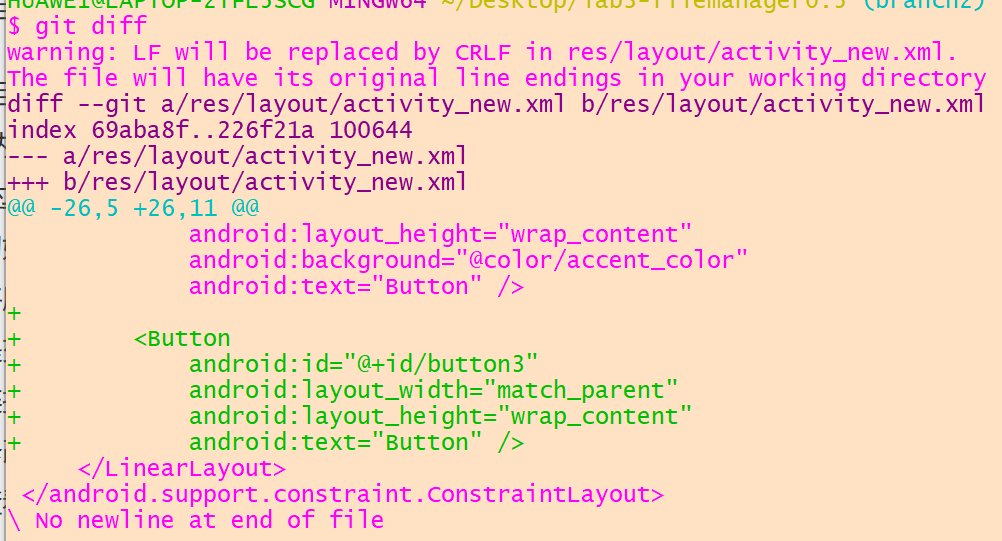 HUAWEI@LAPTOP-2TFL5SCG MINGW64 ~/Desktop/ (branch2)
$ git diff
warning: LF will be replaced by CRLF in res/layout/activity_new.xml.
The file will have its original line endings in your working directory
diff --git a/res/layout/activity_new.xml b/res/layout/activity_new.xml
index 69aba8f..226f21a 100644
--- a/res/layout/activity_new.xml
+++ b/res/layout/activity_new.xml
@@ -26,5 +26,11 @@
             android:layout_height="wrap_content"
             android:background="@color/accent_color"
             android:text="Button" />
+
+        <Button
+            android:id="@+id/button3"
+            android:layout_width="match_parent"
+            android:layout_height="wrap_content"
+            android:text="Button" />
     </LinearLayout>
 </android.support.constraint.ConstraintLayout>
\ No newline at end of file